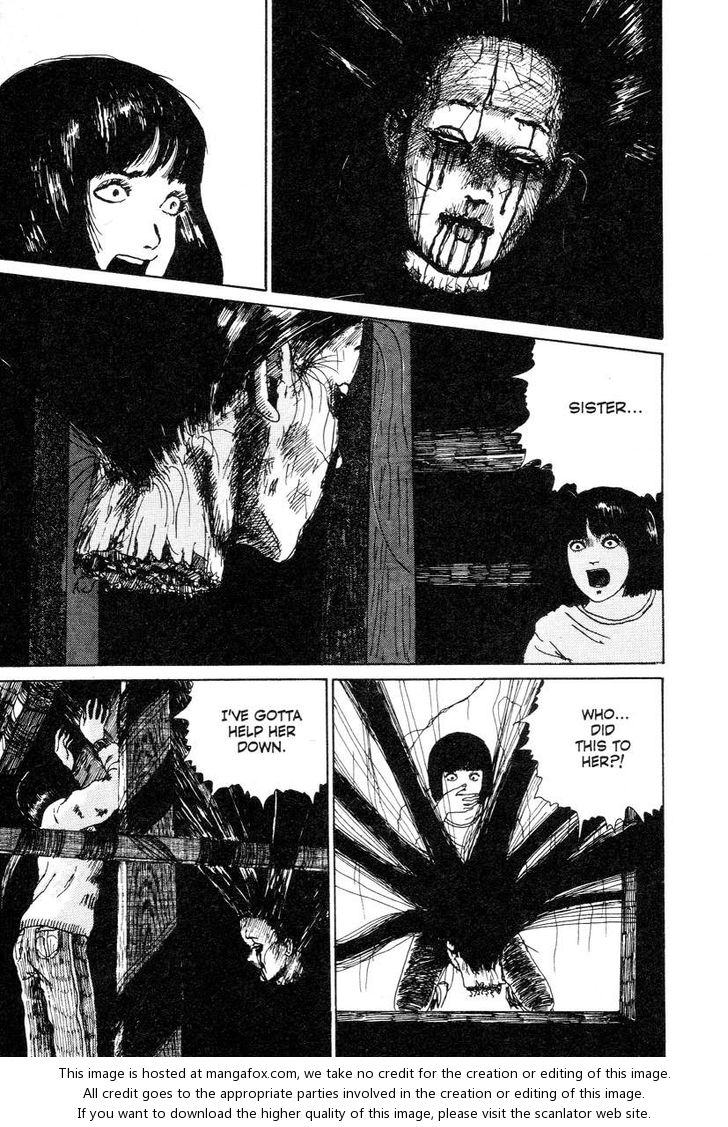 SISTER...
WHO...
DID
THIS TO
HER?!
I'VE GOTTA
HELP HER
DOWN.
This image is hosted at mangafox.com, we take no credit for the creation or editing of this image.
All credit goes to the appropriate parties involved in the creation or editing of this image.
If you want to download the higher quality of this image, please visit the scanlator web site.